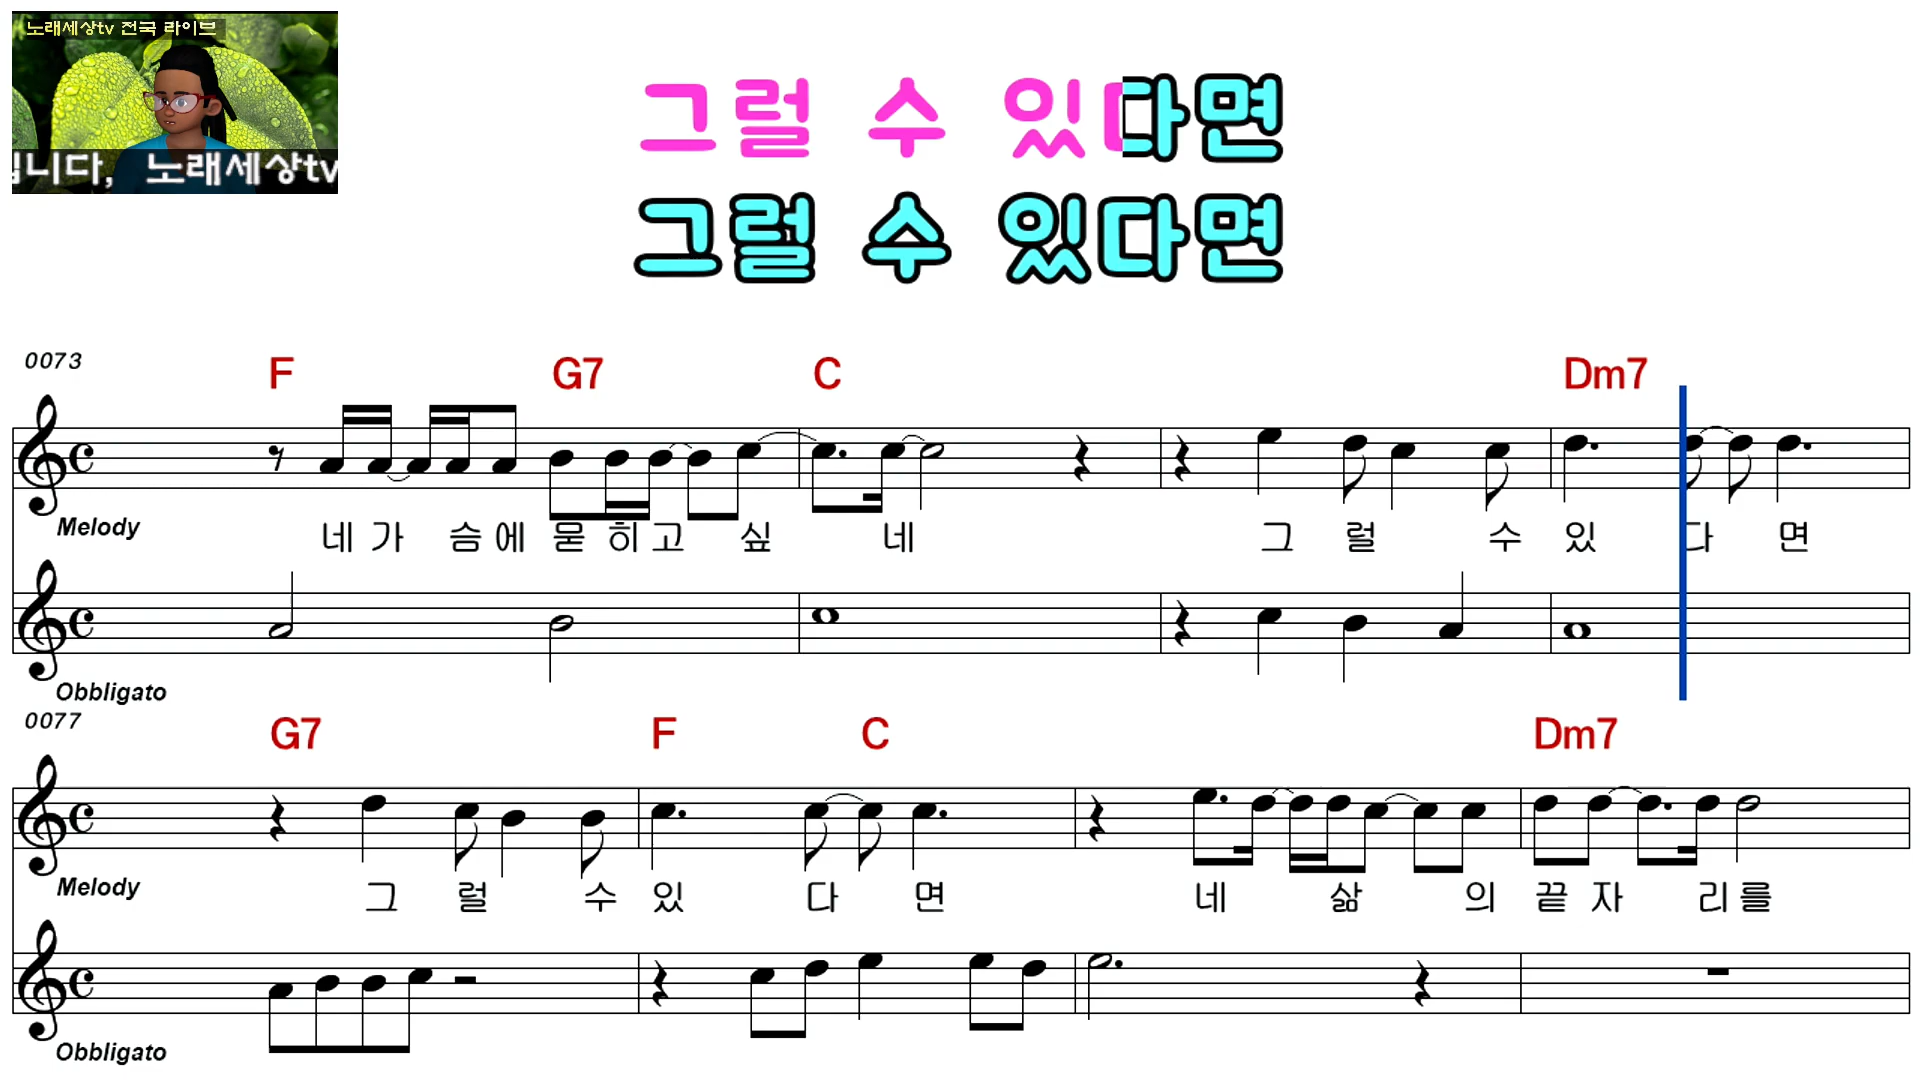 노래세상tv 전국 라이브
니다, 노래세상tv
그럴 수 있다면
그럴 수 있다면
0073
F G7 C Dm7
Melody
네 가 슴 에 묻 히 고 싶 네 그 럴 수 있 다 면
Obbligato
0077
G7 F C Dm7
Melody
그 럴 수 있 다 면 네 삶 의 끝 자 리 를
Obbligato